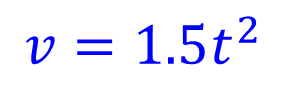 v = 1.5t²